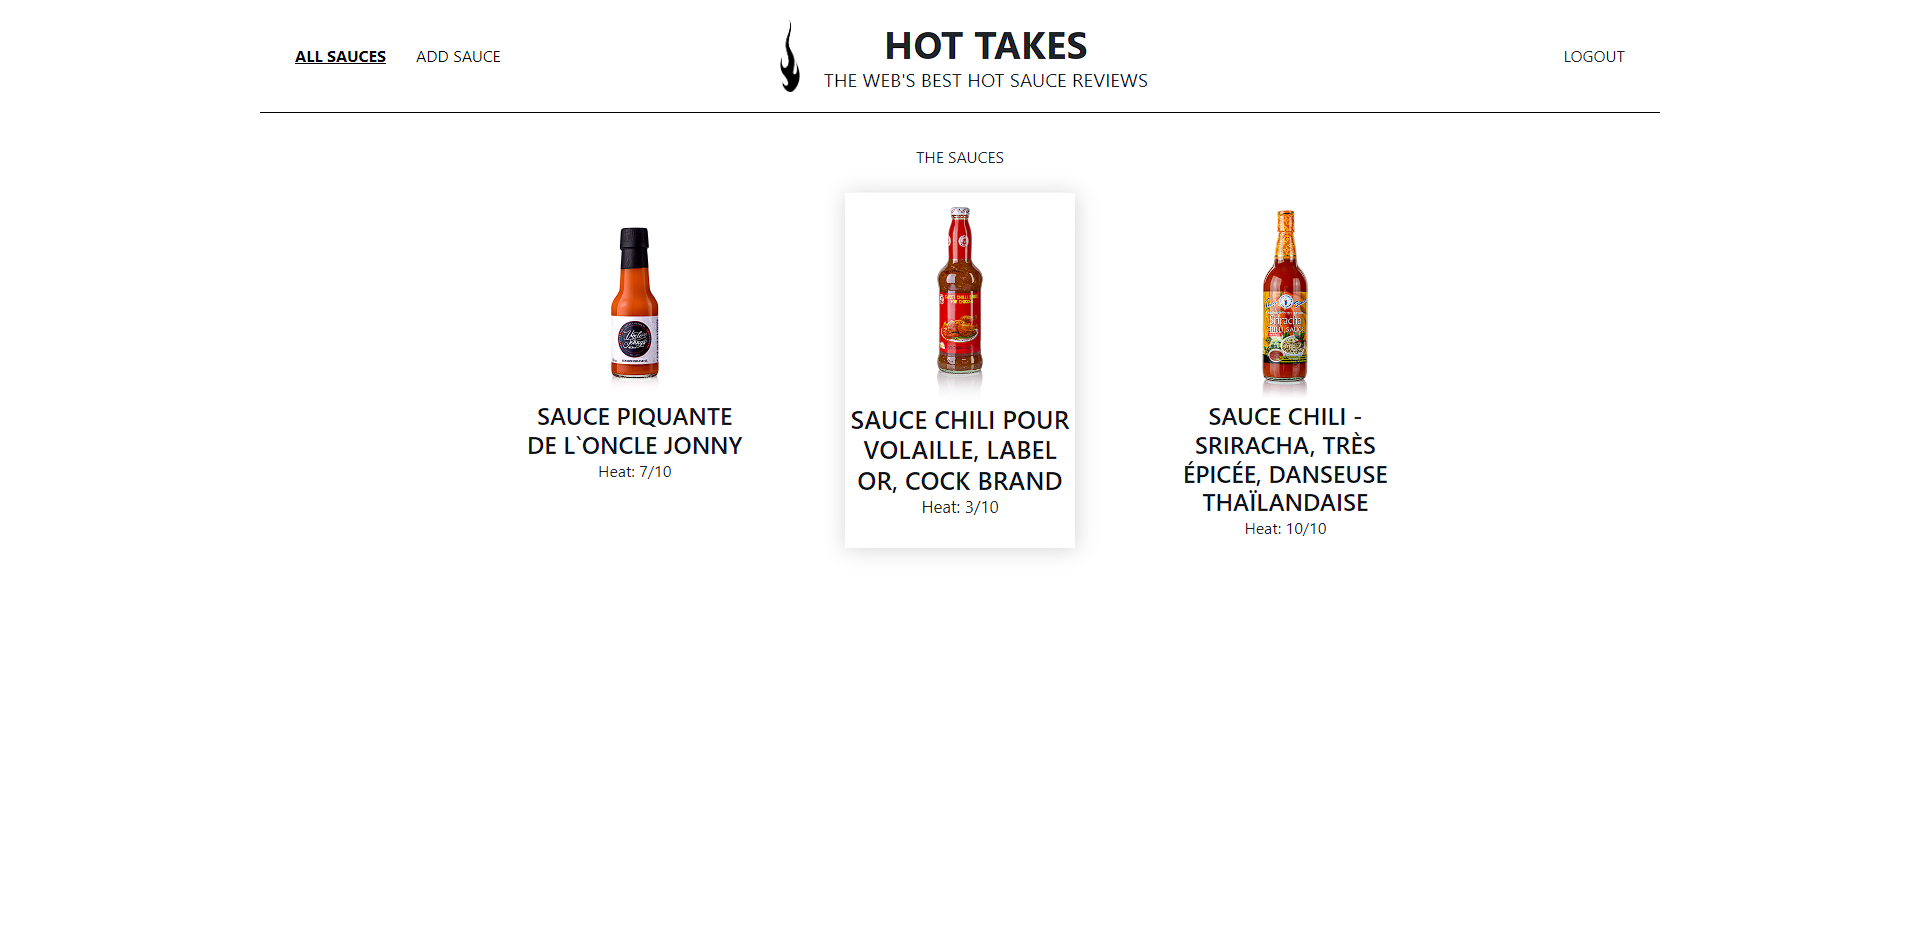 ALL SAUCES
ADD SAUCE
HOT TAKES
THE WEB'S BEST HOT SAUCE REVIEWS
LOGOUT
THE SAUCES
SAUCE PIQUANTE
DE L`ONCLE JONNY
Heat: 7/10
SAUCE CHILI POUR
VOLAILLE, LABEL
OR, COCK BRAND
Heat: 3/10
Sriracha
SAUCE CHILI -
SRIRACHA, TRÈS
ÉPICÉE, DANSEUSE
THAÏLANDAISE
Heat: 10/10